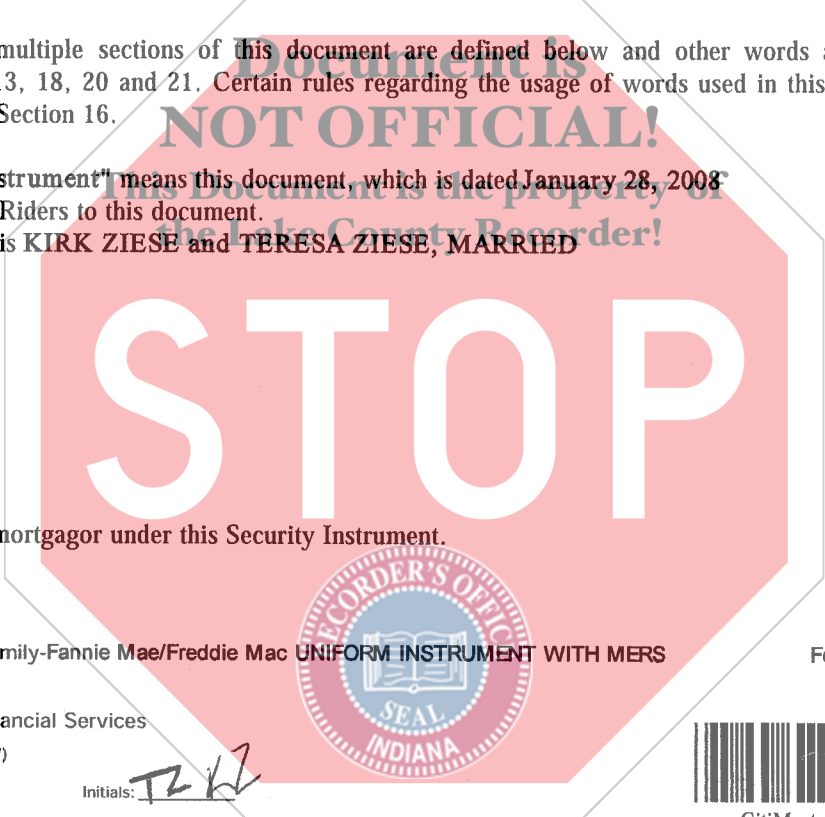 multiple sections of this document are defined below and other words
13, 18, 20 and 21. Certain rules regarding the usage of words used in this
Section 16.
Document is
NOT OFFICIAL!
This Document is the property of
the Lake County Recorder!
strument" means this document, which is dated January 28, 2008
Riders to this document.
is KIRK ZIESE and TERESA ZIESE, MARRIED
STOP
mortgagor under this Security Instrument.
RECORDER'S OFFIC
SEAL
INDIANA
mily-Fannie Mae/Freddie Mac UNIFORM INSTRUMENT WITH MERS
ancial Services
)
Initials: TZ KZ